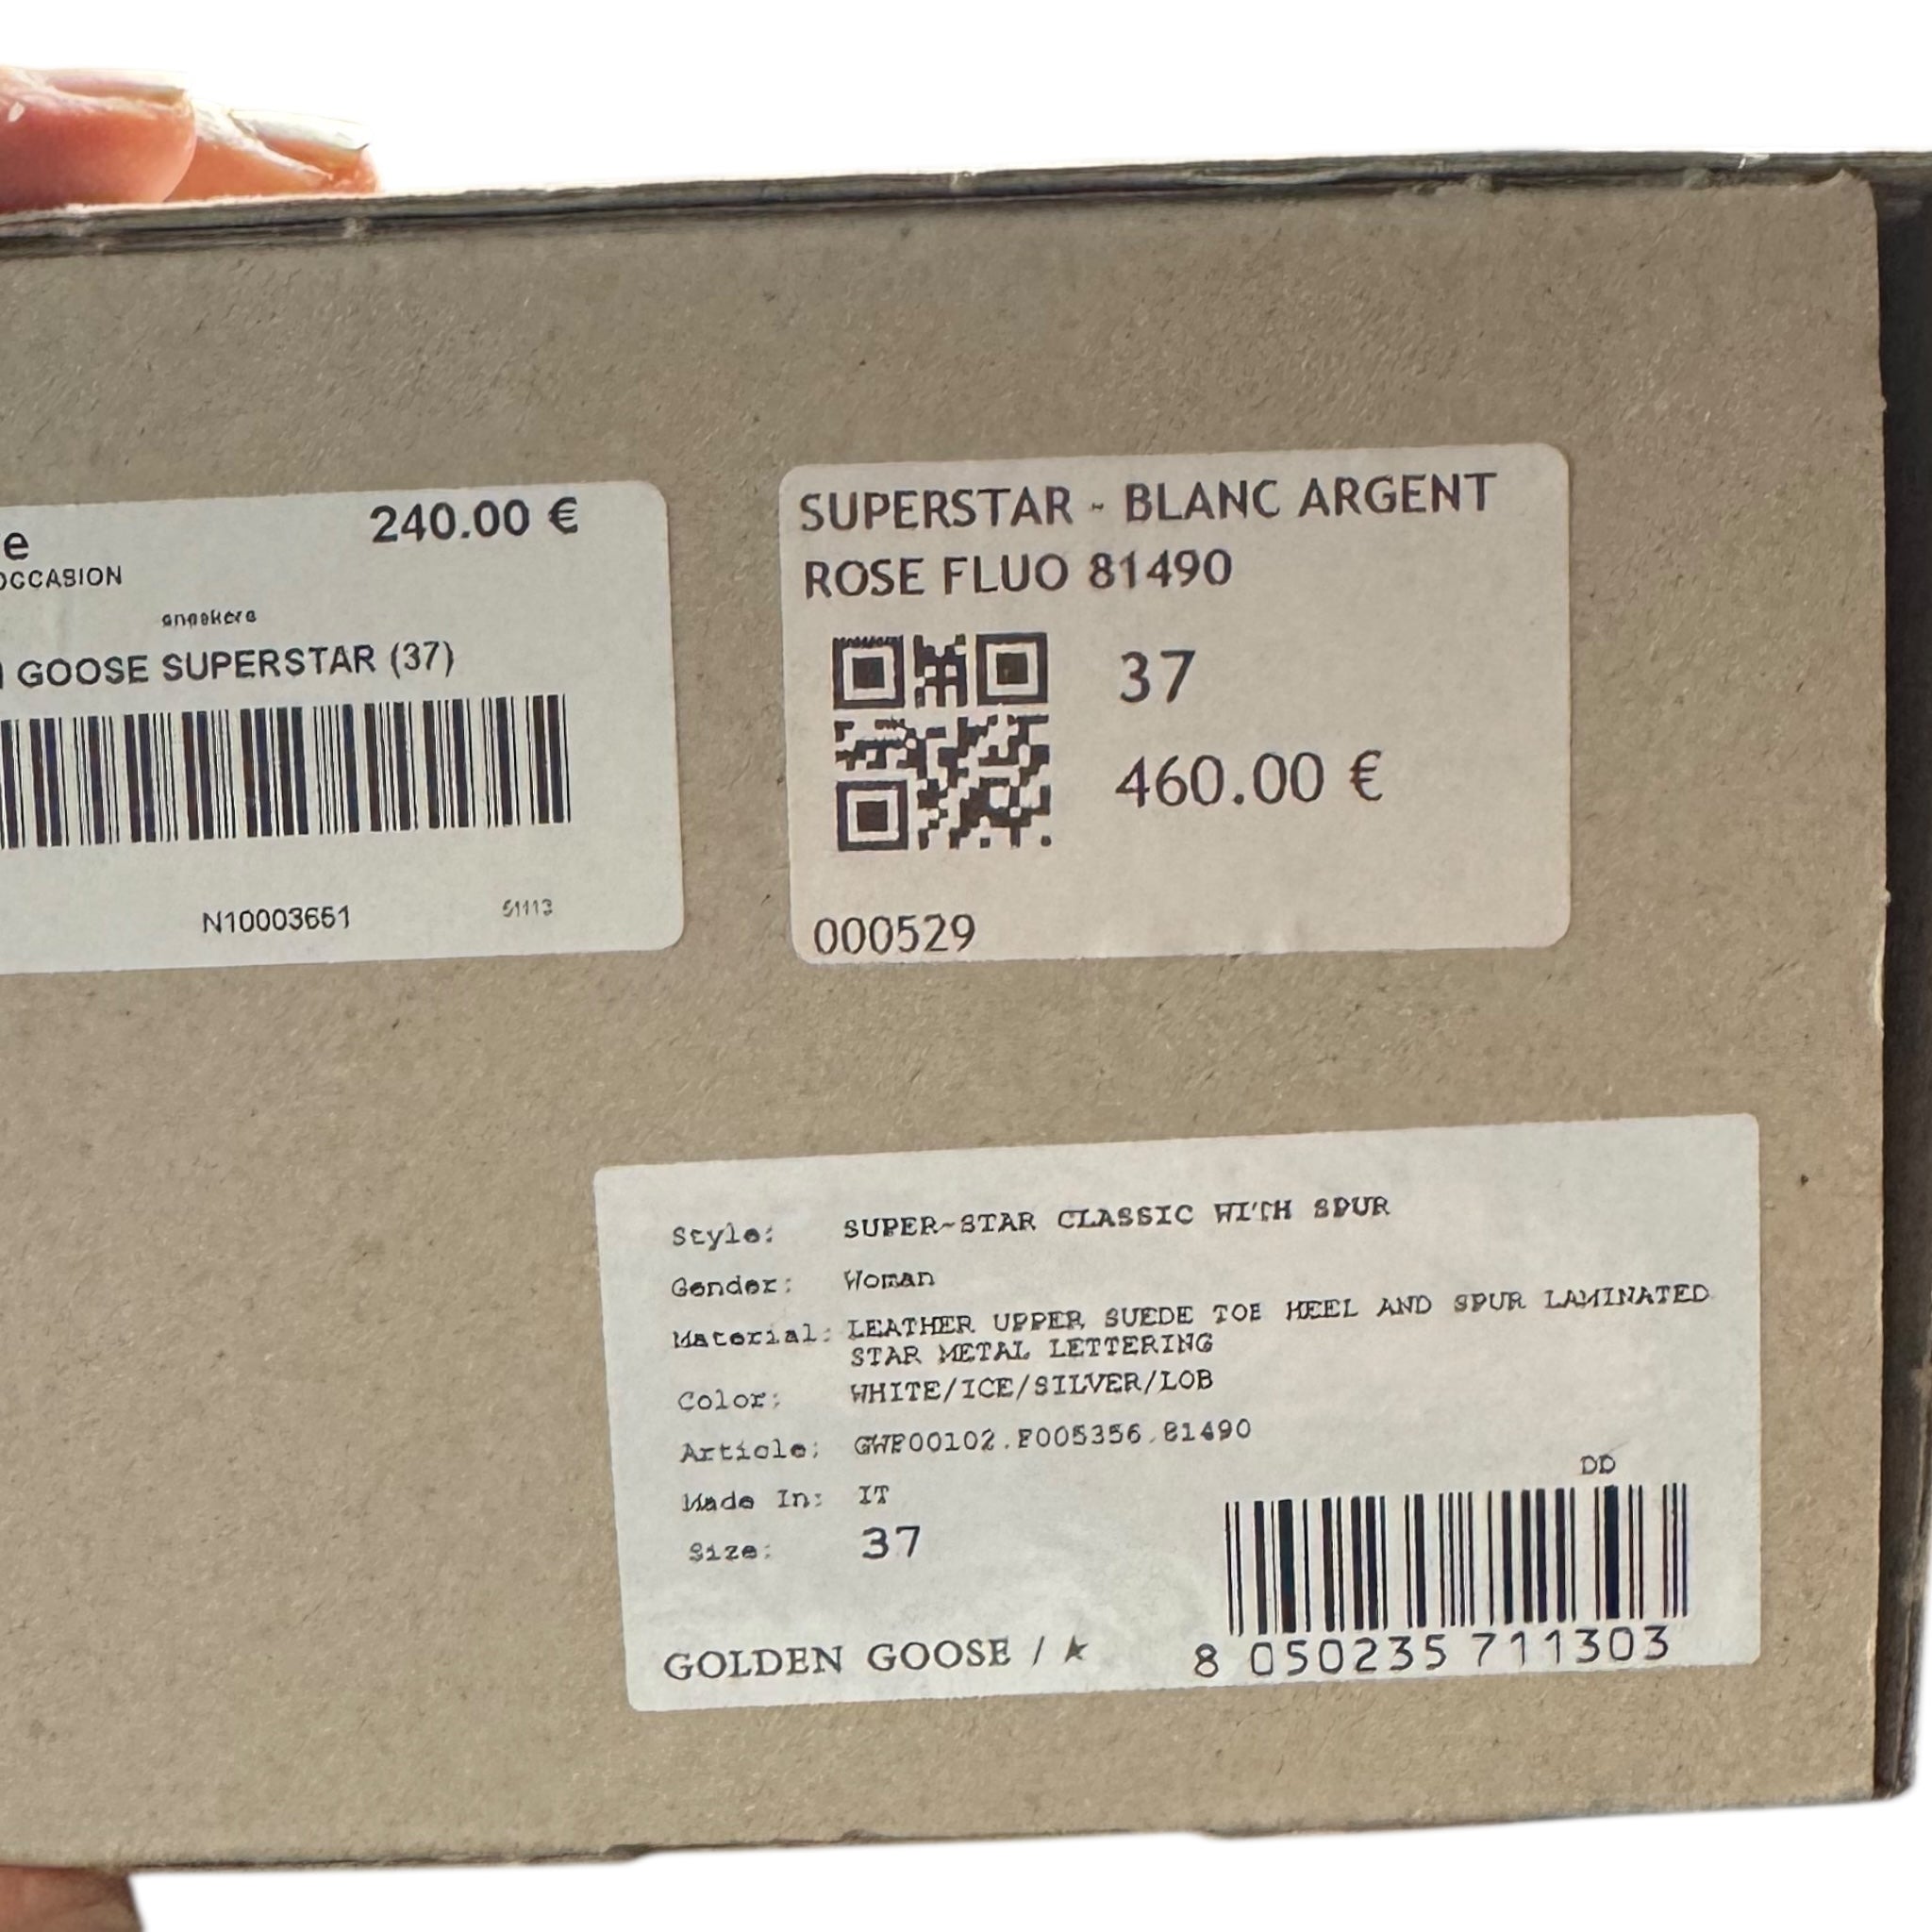 e
240.00 €
OCCASION
sneakers
GOOSE SUPERSTAR (37)
N10003651
51113
SUPERSTAR - BLANC ARGENT
ROSE FLUO 81490
37
460.00 €
000529
Style: SUPER-STAR CLASSIC WITH SPUR
Gender: Woman
Material: LEATHER UPPER SUEDE TOE HEEL AND SPUR LAMINATED
STAR METAL LETTERING
Color: WHITE/ICE/SILVER/LOB
Article: GWF00102.F005356.81490
DD
Made In: IT
Size: 37
GOLDEN GOOSE / ★
8 050235 711303